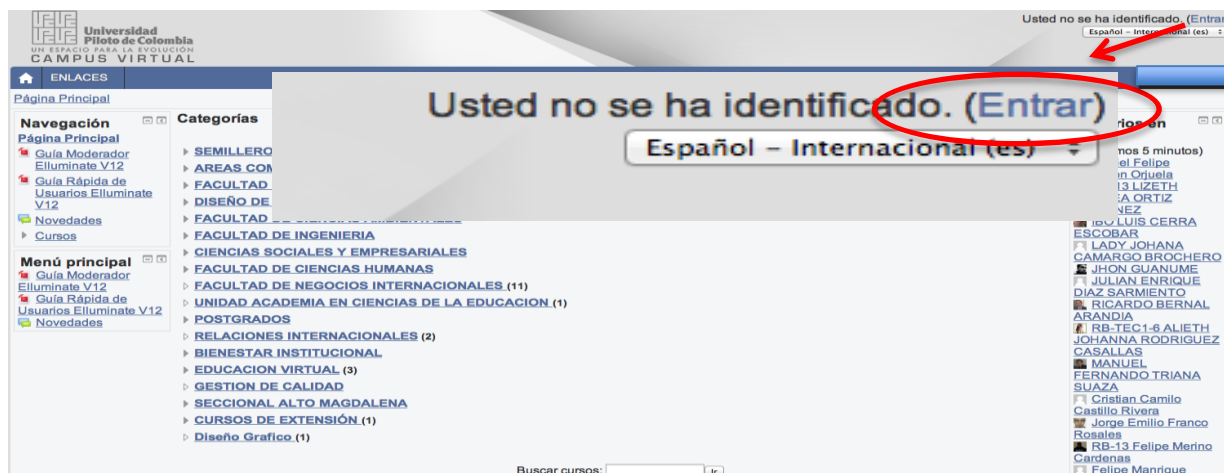 Universidad
Piloto de Colombia
UN ESPACIO PARA LA EVOLUCIÓN
CAMPUS VIRTUAL
Usted no se ha identificado. (Entrar
Español - Internacional (es)
ENLACES
Página Principal
Usted no se ha identificado. (Entrar)
Español - Internacional (es)
Navegación
Página Principal
Guía Moderador
Elluminate V12
Guía Rápida de
Usuarios Elluminate
V12
Novedades
Cursos
Menú principal
Guía Moderador
Elluminate V12
Guía Rápida de
Usuarios Elluminate V12
Novedades
Categorías
SEMILLERO
AREAS
FACULTAD
DISEÑO DE
FACULTAD DE CIENCIAS AMBIENTALES
FACULTAD DE INGENIERIA
CIENCIAS SOCIALES Y EMPRESARIALES
FACULTAD DE CIENCIAS HUMANAS
FACULTAD DE NEGOCIOS INTERNACIONALES (11)
UNIDAD ACADEMIA EN CIENCIAS DE LA EDUCACION (1)
POSTGRADOS
RELACIONES INTERNACIONALES (2)
BIENESTAR INSTITUCIONAL
EDUCACION VIRTUAL (3)
GESTION DE CALIDAD
SECCIONAL ALTO MAGDALENA
CURSOS DE EXTENSIÓN (1)
Diseño Grafico (1)
Buscar cursos: Ir
en
5 minutos)
Felipe
Orjuela
LIZETH
ORTIZ
IBO LUIS CERRA
ESCOBAR
LADY JOHANA
CAMARGO BROCHERO
JHON GUANUME
JULIAN ENRIQUE
DIAZ SARMIENTO
RICARDO BERNAL
ARANDIA
RB-TEC1-6 ALIETH
JOHANNA RODRIGUEZ
CASALLAS
MANUEL
FERNANDO TRIANA
SUAZA
Cristian Camilo
Castillo Rivera
Jorge Emilio Franco
Rosales
RB-13 Felipe Merino
Cardenas
Felipe Manrique